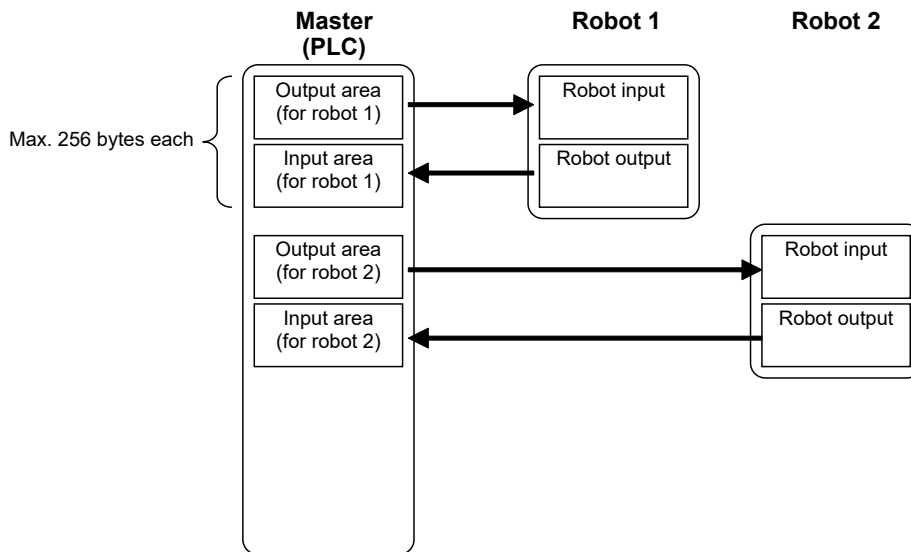 Master
(PLC)
Robot 1
Robot 2
Max. 256 bytes each
Output area
(for robot 1)
Robot input
Input area
(for robot 1)
Robot output
Output area
(for robot 2)
Robot input
Input area
(for robot 2)
Robot output